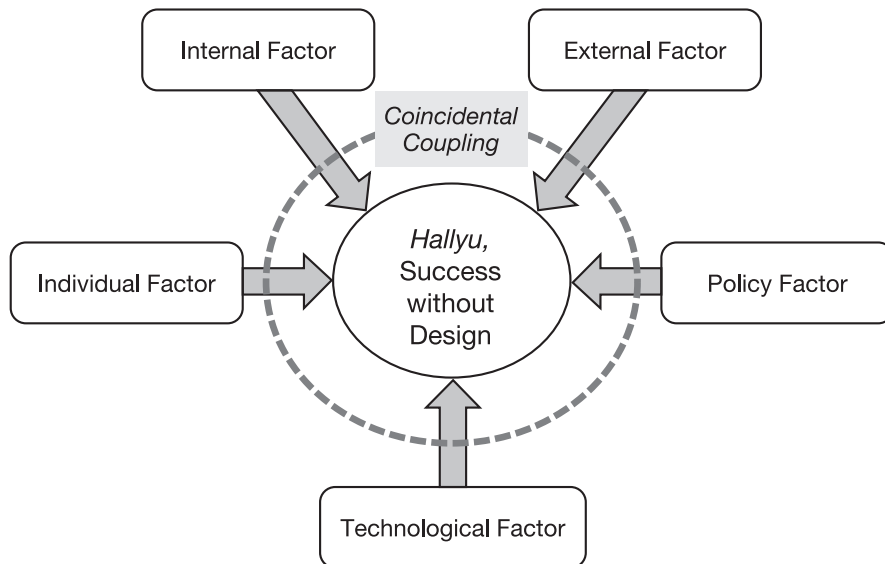 Internal Factor
External Factor
Coincidental
Coupling
Hallyu,
Success
without
Design
Individual Factor
Policy Factor
Technological Factor